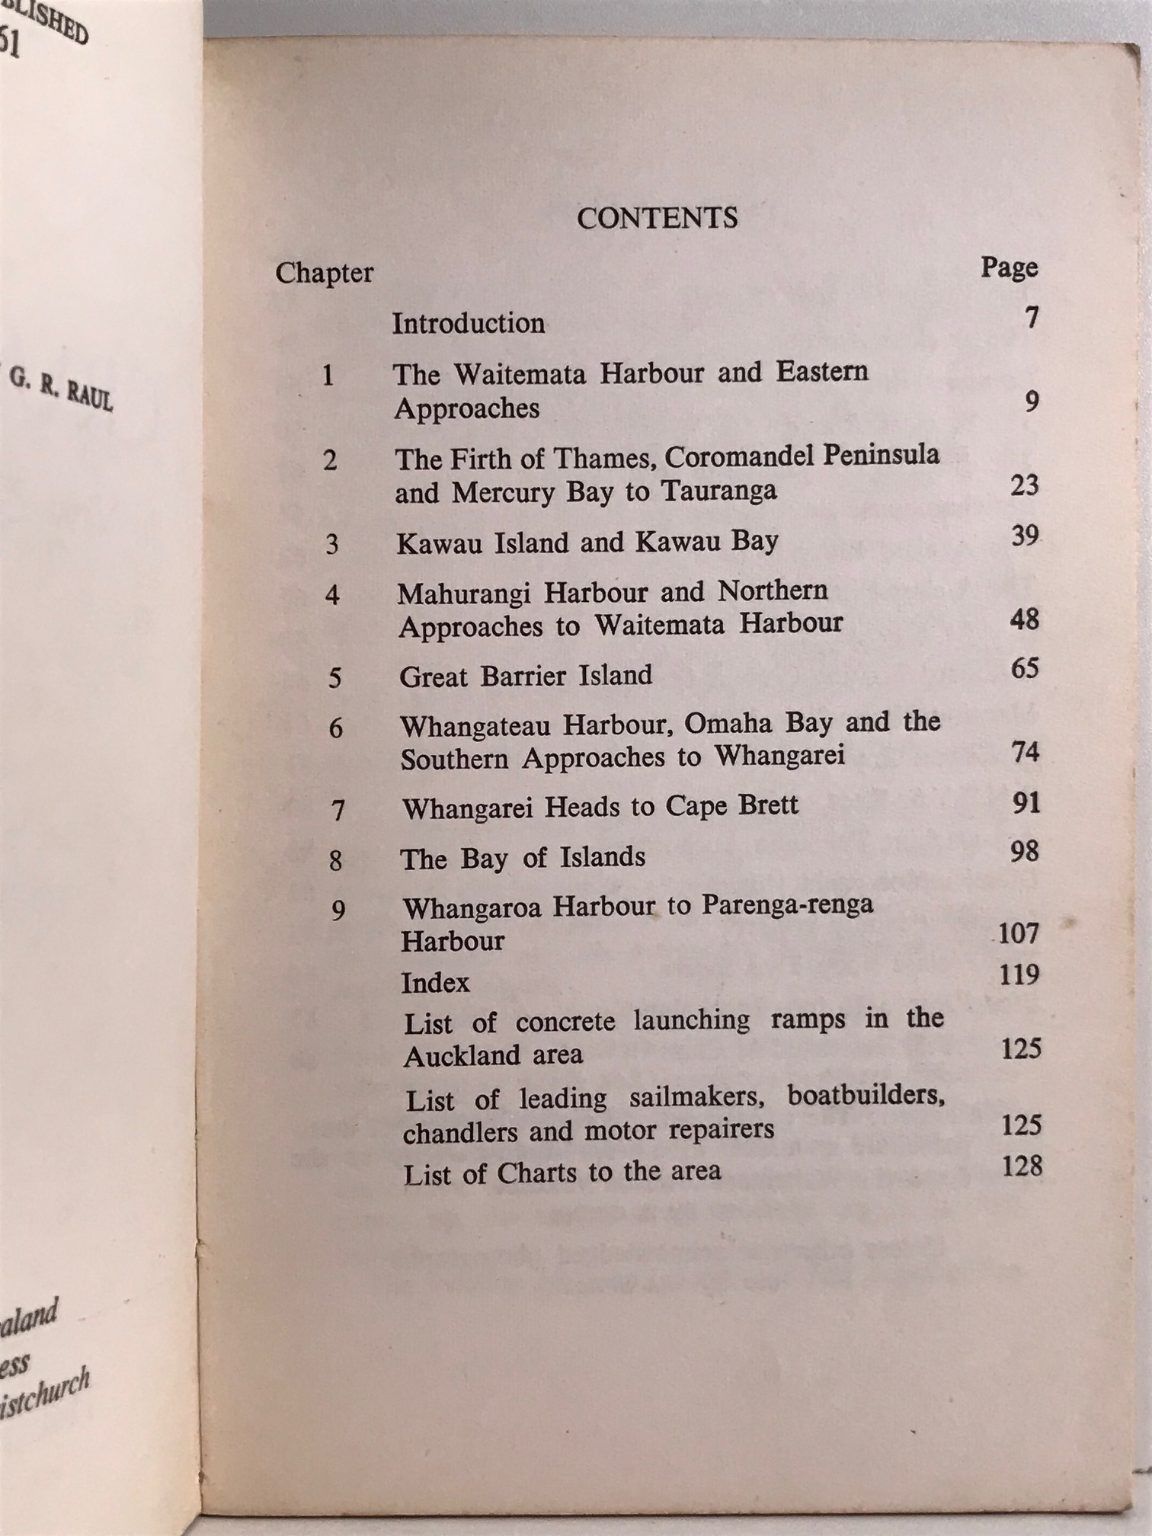 G. R. RAUL
CONTENTS
Chapter Page
Introduction 7
1 The Waitemata Harbour and Eastern
Approaches 9
2 The Firth of Thames, Coromandel Peninsula
and Mercury Bay to Tauranga 23
3 Kawau Island and Kawau Bay 39
4 Mahurangi Harbour and Northern
Approaches to Waitemata Harbour 48
5 Great Barrier Island 65
6 Whangateau Harbour, Omaha Bay and the
Southern Approaches to Whangarei 74
7 Whangarei Heads to Cape Brett 91
8 The Bay of Islands 98
9 Whangaroa Harbour to Parenga-renga
Harbour 107
Index 119
List of concrete launching ramps in the
Auckland area 125
List of leading sailmakers, boatbuilders,
chandlers and motor repairers 125
List of Charts to the area 128